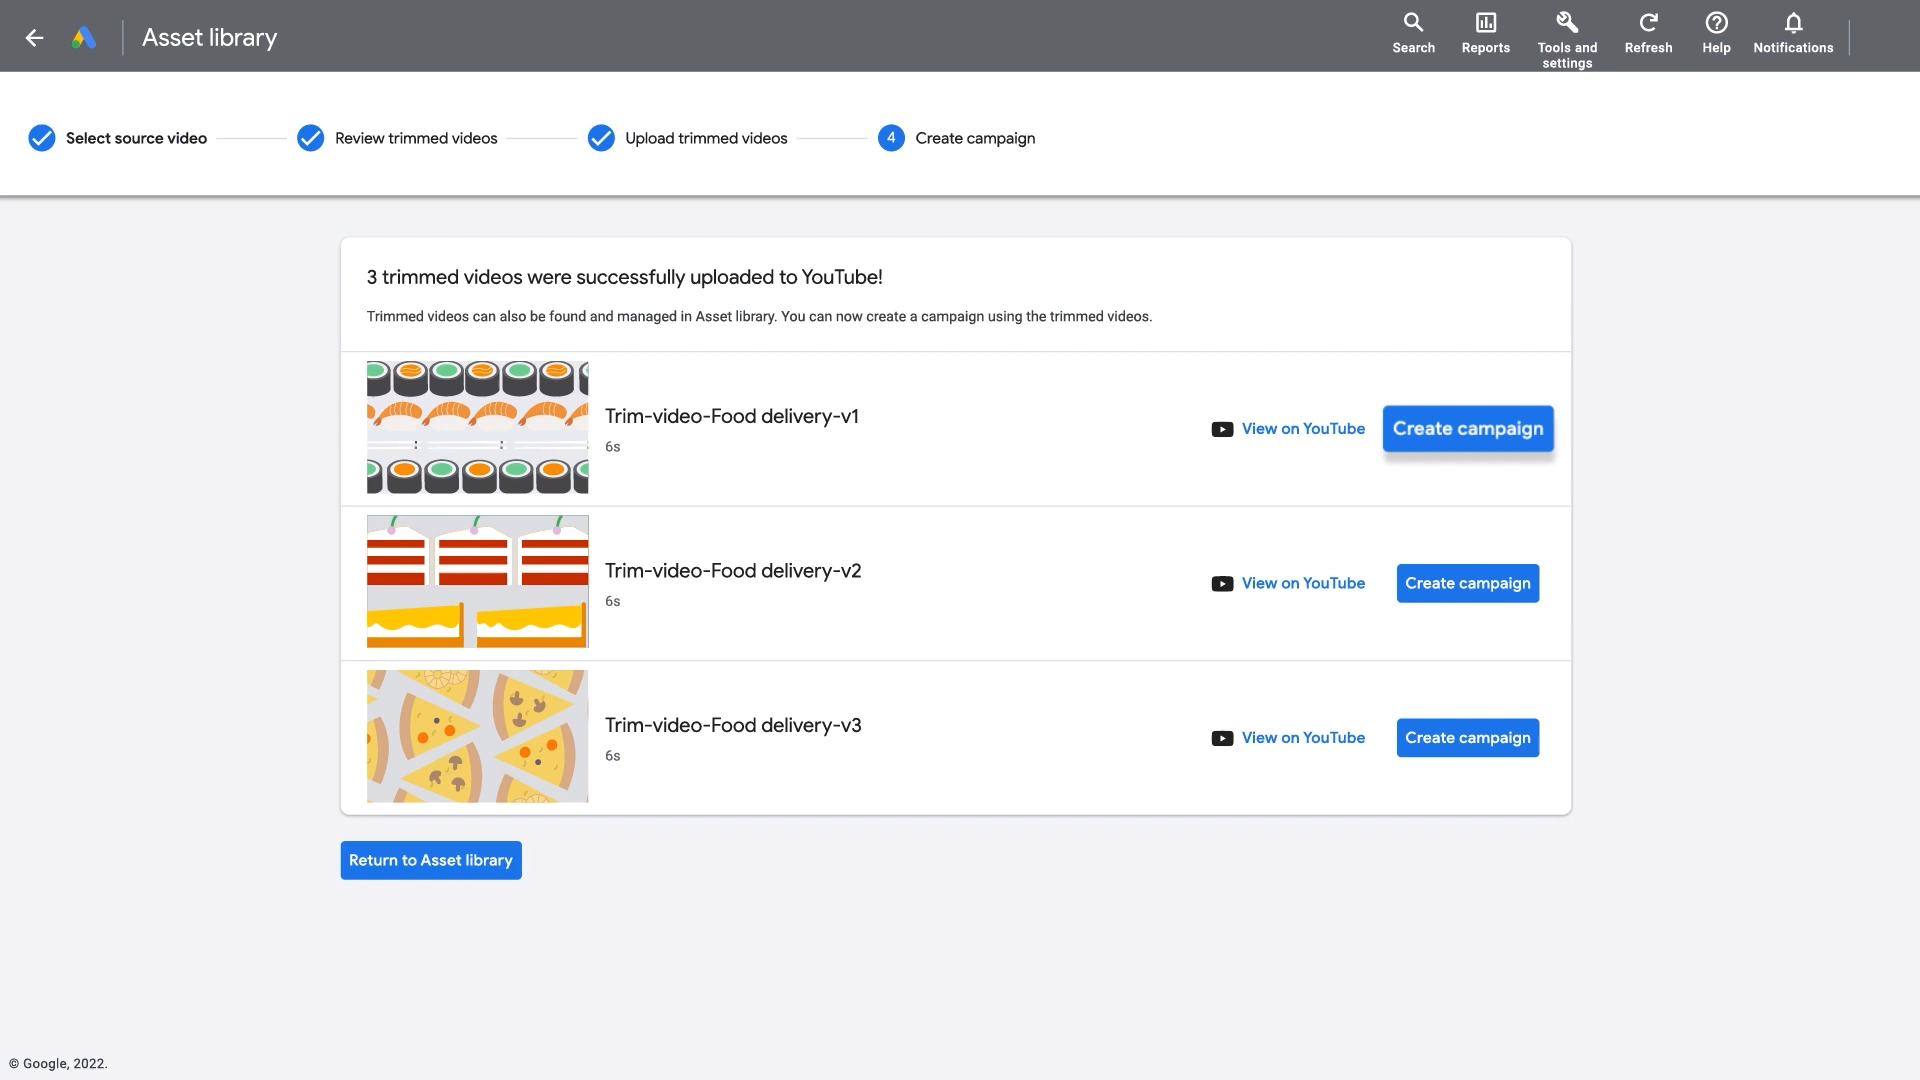 Asset library
Search
Reports
Tools and
settings
Refresh
Help
Notifications
Select source video
Review trimmed videos
Upload trimmed videos
4
Create campaign
3 trimmed videos were successfully uploaded to YouTube!
Trimmed videos can also be found and managed in Asset library. You can now create a campaign using the trimmed videos.
Trim-video-Food delivery-v1
6s
View on YouTube
Create campaign
Trim-video-Food delivery-v2
6s
View on YouTube
Create campaign
Trim-video-Food delivery-v3
6s
View on YouTube
Create campaign
Return to Asset library
© Google, 2022.